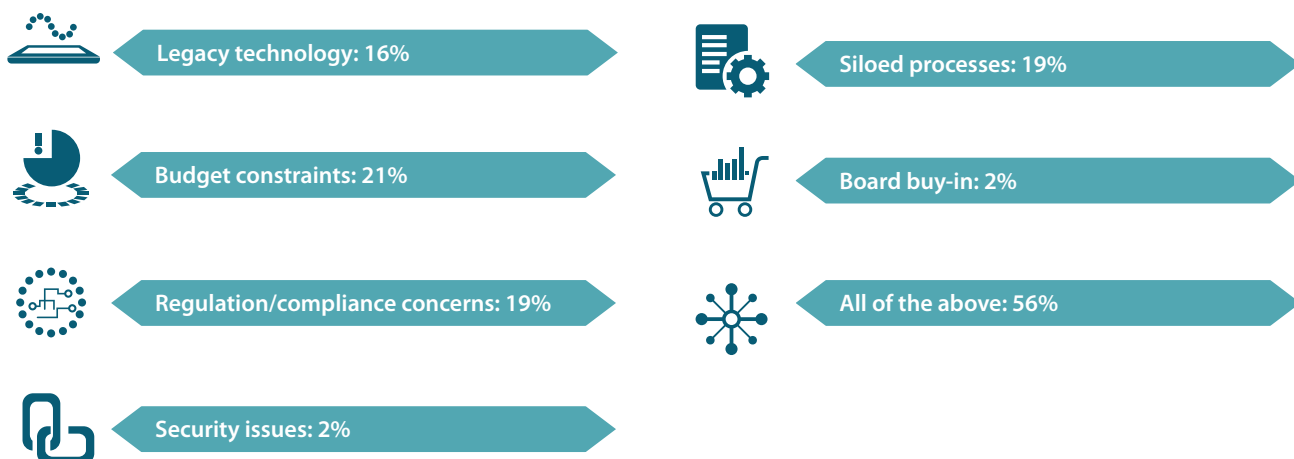 Legacy technology: 16%
Budget constraints: 21%
Regulation/compliance concerns: 19%
Security issues: 2%
Siloed processes: 19%
Board buy-in: 2%
All of the above: 56%